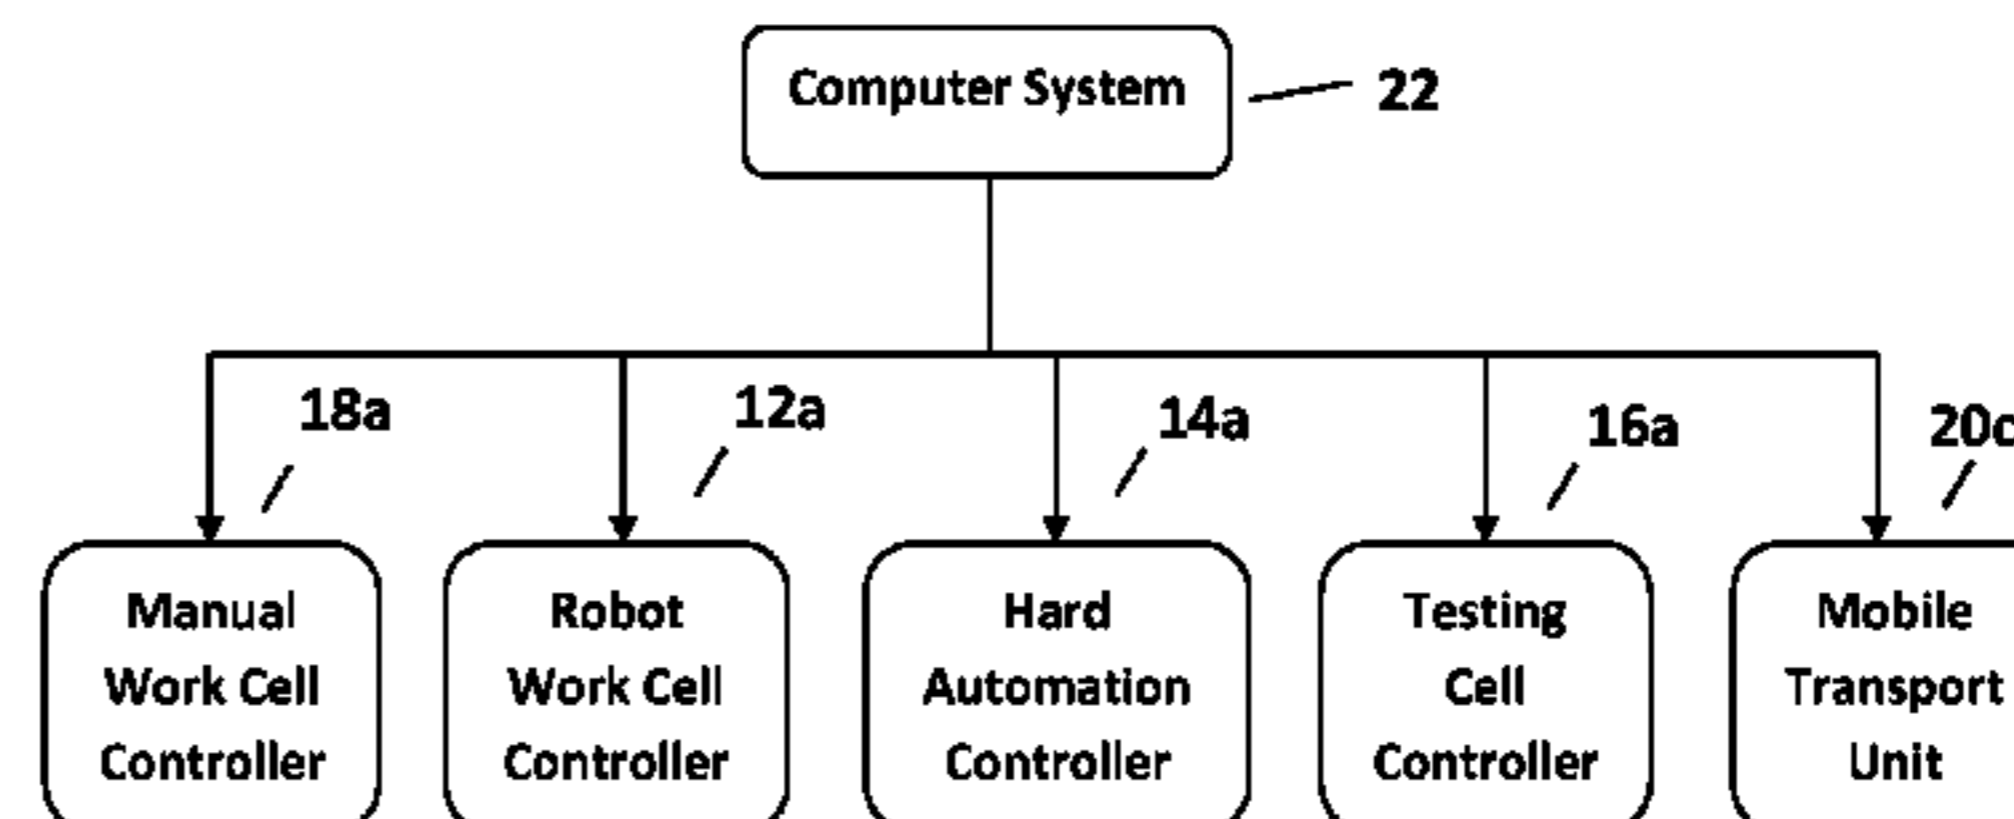 Computer System
22
18a
12a
14a
16a
Manual
Work Cell
Controller
Robot
Work Cell
Controller
Hard
Automation
Controller
Testing
Cell
Controller
Mobile
Transport
Unit